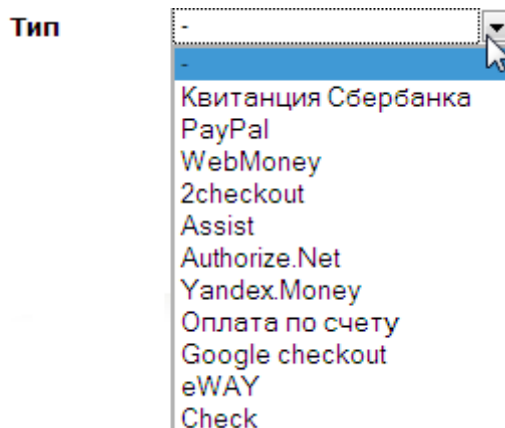 Тип -
-
Квитанция Сбербанка
PayPal
WebMoney
2checkout
Assist
Authorize.Net
Yandex.Money
Оплата по счету
Google checkout
eWAY
Check